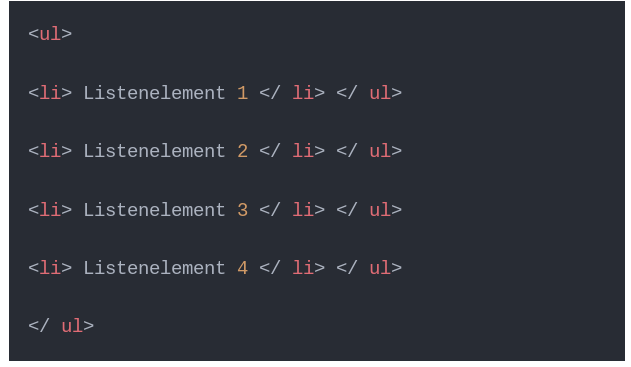 <ul>
<li> Listenelement 1 </ li> </ ul>
<li> Listenelement 2 </ li> </ ul>
<li> Listenelement 3 </ li> </ ul>
<li> Listenelement 4 </ li> </ ul>
</ ul>